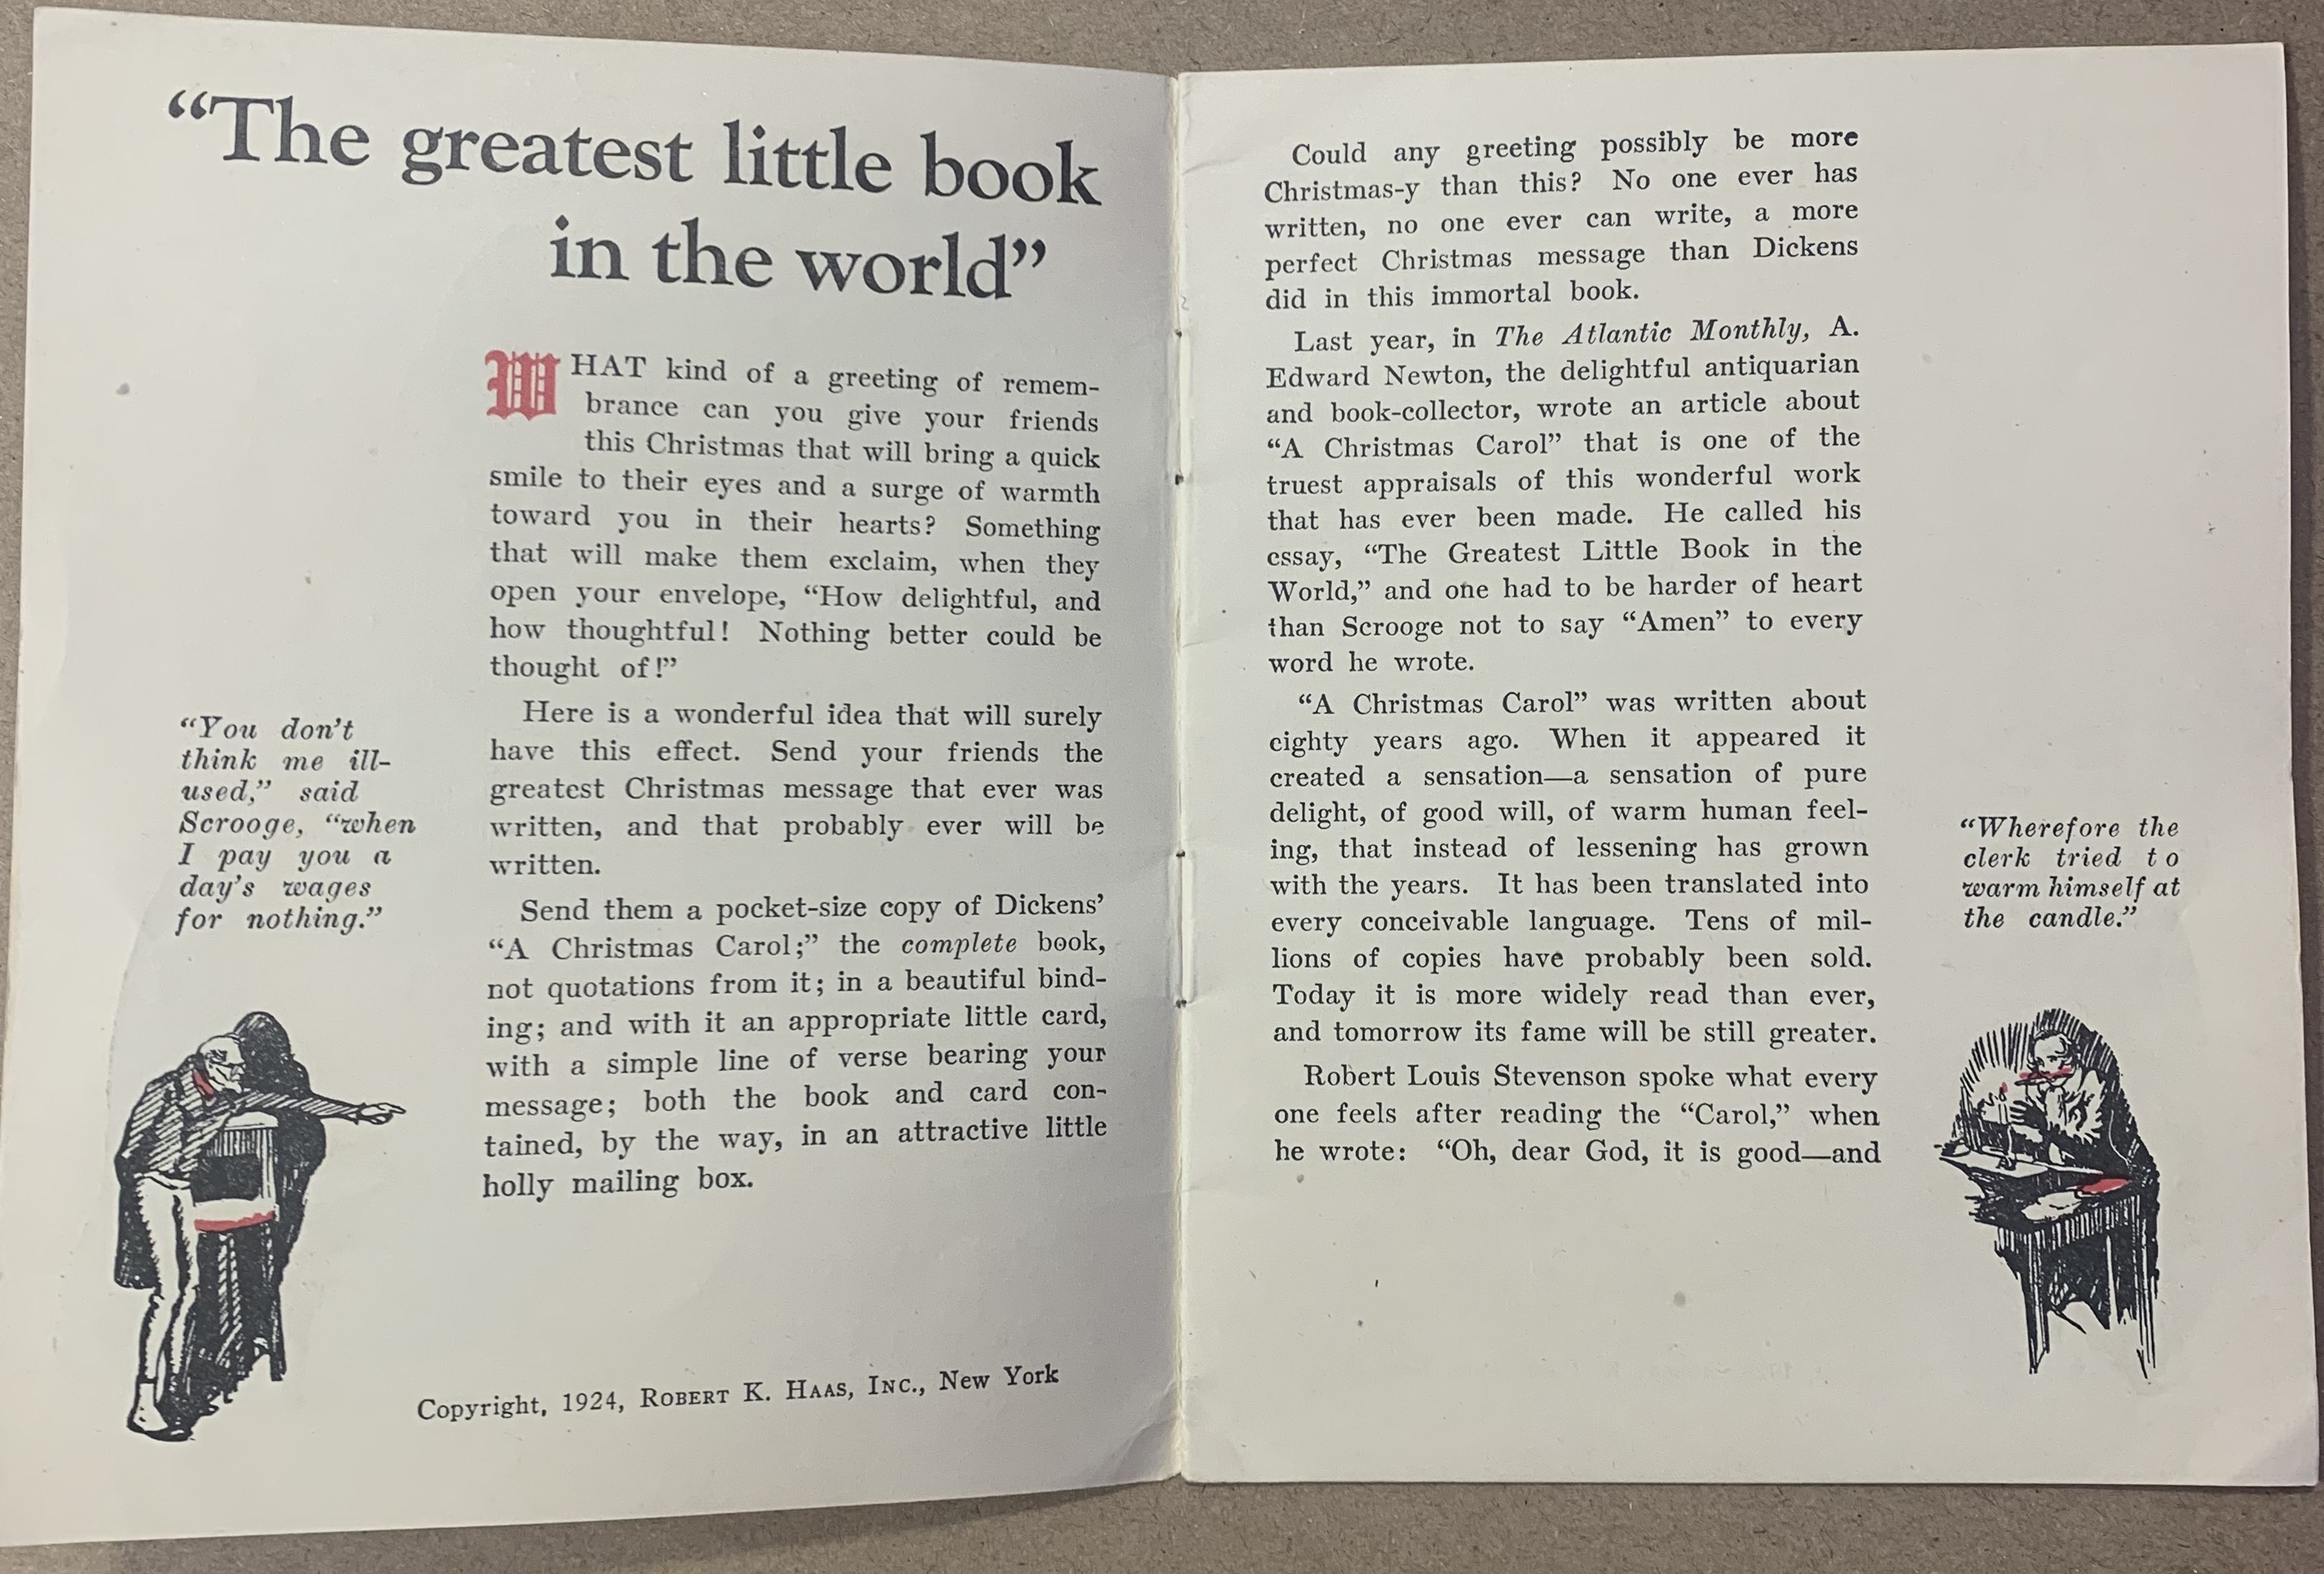 “The greatest little book
in the world”
WHAT kind of a greeting of remem-
brance can you give your friends
this Christmas that will bring a quick
smile to their eyes and a surge of warmth
toward you in their hearts? Something
that will make them exclaim, when they
open your envelope, “How delightful, and
how thoughtful! Nothing better could be
thought of!”
Here is a wonderful idea that will surely
have this effect. Send your friends the
greatest Christmas message that ever was
written, and that probably ever will be
written.
Send them a pocket-size copy of Dickens’
“A Christmas Carol;” the complete book,
not quotations from it; in a beautiful bind-
ing; and with it an appropriate little card,
with a simple line of verse bearing your
message; both the book and card con-
tained, by the way, in an attractive little
holly mailing box.
“You don’t
think me ill-
used,” said
Scrooge, “when
I pay you a
day’s wages
for nothing.”
Copyright, 1924, ROBERT K. HAAS, INC., New York
Could any greeting possibly be more
Christmas-y than this? No one ever has
written, no one ever can write, a more
perfect Christmas message than Dickens
did in this immortal book.
Last year, in The Atlantic Monthly, A.
Edward Newton, the delightful antiquarian
and book-collector, wrote an article about
“A Christmas Carol” that is one of the
truest appraisals of this wonderful work
that has ever been made. He called his
essay, “The Greatest Little Book in the
World,” and one had to be harder of heart
than Scrooge not to say “Amen” to every
word he wrote.
“A Christmas Carol” was written about
eighty years ago. When it appeared it
created a sensation—a sensation of pure
delight, of good will, of warm human feel-
ing, that instead of lessening has grown
with the years. It has been translated into
every conceivable language. Tens of mil-
lions of copies have probably been sold.
Today it is more widely read than ever,
and tomorrow its fame will be still greater.
Robert Louis Stevenson spoke what every
one feels after reading the “Carol,” when
he wrote: “Oh, dear God, it is good—and
“Wherefore the
clerk tried to
warm himself at
the candle.”